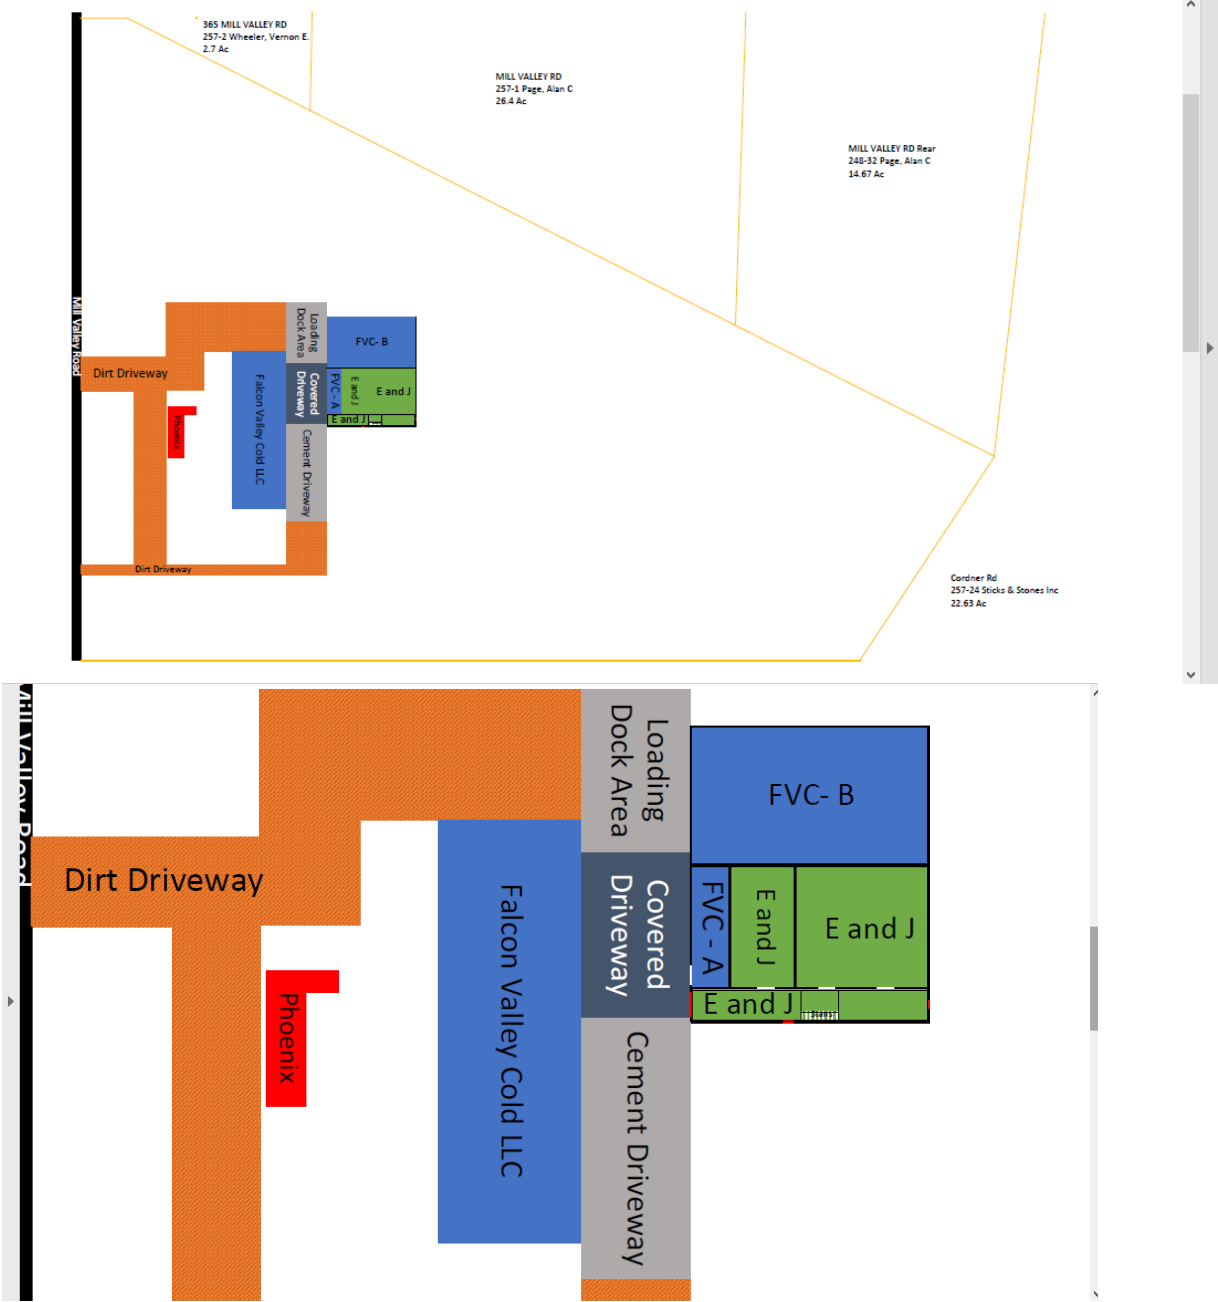 365 MILL VALLEY RD
257-2 Wheeler, Vernon E.
2.7 Ac
MILL VALLEY RD
257-1 Page, Alan C
26.4 Ac
MILL VALLEY RD Rear
248-32 Page, Alan C
14.67 Ac
Mill Valley Road
Loading
Dock Area
FVC- B
Dirt Driveway
Falcon Valley Cold LLC
Covered
Driveway
FVC - A
E and J
E and J
E and J
Phoenix
Cement Driveway
Dirt Driveway
Cordner Rd
257-24 Sticks & Stones Inc
22.63 Ac
Mill Valley Road
Loading
Dock Area
FVC- B
Dirt Driveway
Falcon Valley Cold LLC
Covered
Driveway
FVC - A
E and J
E and J
E and J
Stairs
Phoenix
Cement Driveway